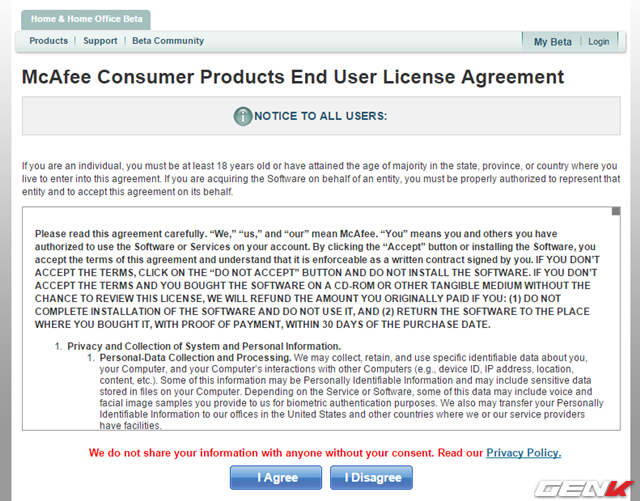 Home & Home Office Beta
Products | Support | Beta Community
My Beta | Login
McAfee Consumer Products End User License Agreement
NOTICE TO ALL USERS:
If you are an individual, you must be at least 18 years old or have attained the age of majority in the state, province, or country where you
live to enter into this agreement. If you are acquiring the Software on behalf of an entity, you must be properly authorized to represent that
entity and to accept this agreement on its behalf.
Please read this agreement carefully. “We,” “us,” and “our” mean McAfee. “You” means you and others you have
authorized to use the Software or Services on your account. By clicking the “Accept” button or installing the Software, you
accept the terms of this agreement and understand that it is enforceable as a written contract signed by you. IF YOU DON’T
ACCEPT THE TERMS, CLICK ON THE “DO NOT ACCEPT” BUTTON AND DO NOT INSTALL THE SOFTWARE. IF YOU DON’T
ACCEPT THE TERMS AND YOU BOUGHT THE SOFTWARE ON A CD-ROM OR OTHER TANGIBLE MEDIUM WITHOUT THE
CHANCE TO REVIEW THIS LICENSE, WE WILL REFUND THE AMOUNT YOU ORIGINALLY PAID IF YOU: (1) DO NOT
COMPLETE INSTALLATION OF THE SOFTWARE AND DO NOT USE IT, AND (2) RETURN THE SOFTWARE TO THE PLACE
WHERE YOU BOUGHT IT, WITH PROOF OF PAYMENT, WITHIN 30 DAYS OF THE PURCHASE DATE.
1. Privacy and Collection of System and Personal Information.
1. Personal-Data Collection and Processing. We may collect, retain, and use specific identifiable data about you,
your Computer, and your Computer’s interactions with other Computers (e.g., device ID, IP address, location,
content, etc.). Some of this information may be Personally Identifiable Information and may include sensitive data
stored in files on your Computer. Depending on the Service or Software, some of this data may include voice and
facial image samples you provide to us for biometric authentication purposes. We also may transfer your Personally
Identifiable Information to our offices in the United States and other countries where we or our service providers
have facilities.
We do not share your information with anyone without your consent. Read our Privacy Policy.
I Agree
I Disagree
GENK